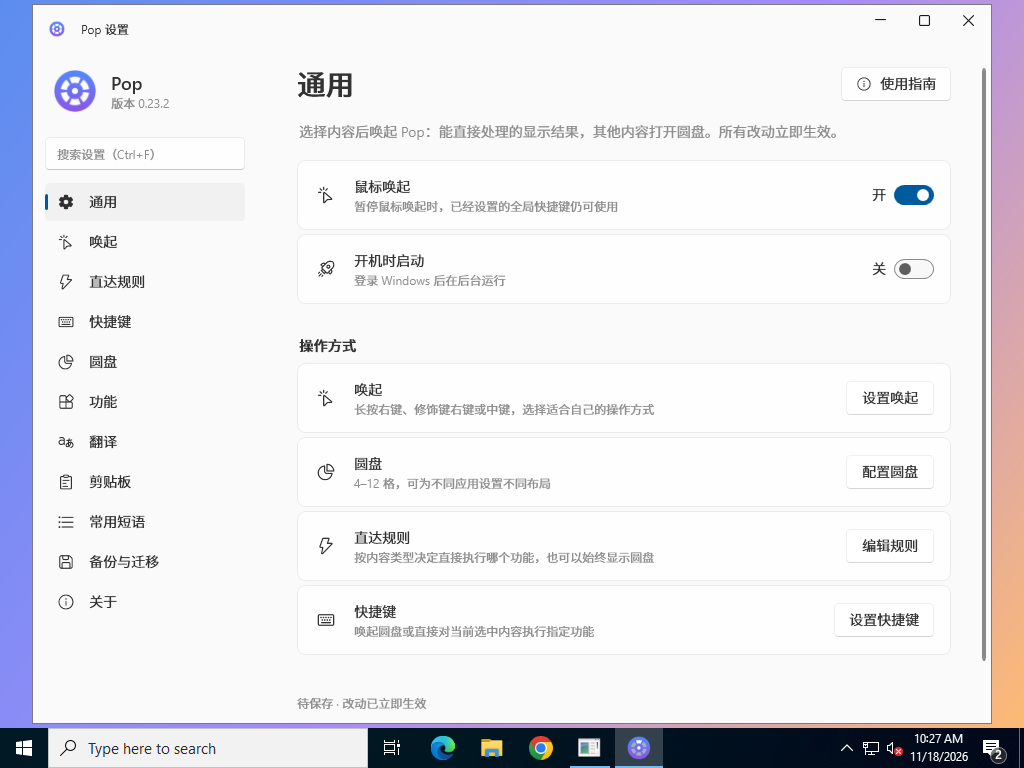 Pop 设置
Pop
版本 0.23.2
搜索设置（Ctrl+F）
通用
唤起
直达规则
快捷键
圆盘
功能
翻译
剪贴板
常用短语
备份与迁移
关于
通用
使用指南
选择内容后唤起 Pop：能直接处理的显示结果，其他内容打开圆盘。所有改动立即生效。
鼠标唤起
暂停鼠标唤起时，已经设置的全局快捷键仍可使用
开
开机时启动
登录 Windows 后在后台运行
关
操作方式
唤起
长按右键、修饰键右键或中键，选择适合自己的操作方式
设置唤起
圆盘
4–12 格，可为不同应用设置不同布局
配置圆盘
直达规则
按内容类型决定直接执行哪个功能，也可以始终显示圆盘
编辑规则
快捷键
唤起圆盘或直接对当前选中内容执行指定功能
设置快捷键
待保存 · 改动已立即生效
Type here to search
10:27 AM
11/18/2026
2